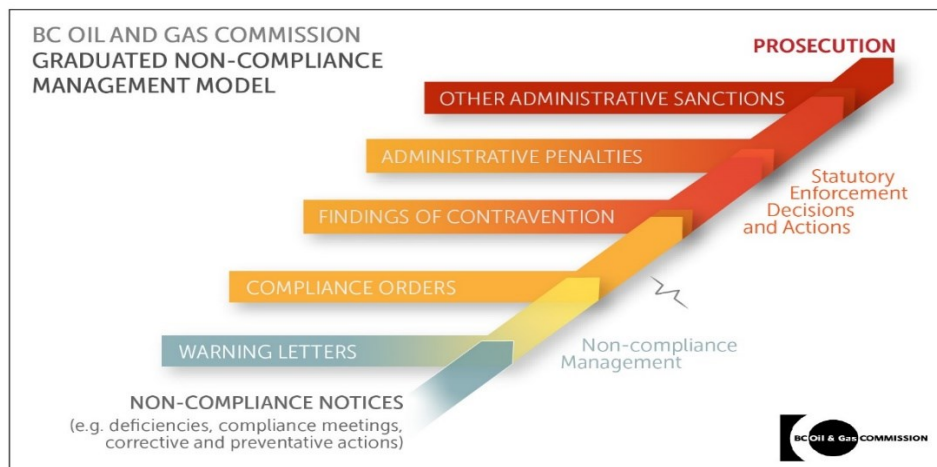 BC OIL AND GAS COMMISSION
GRADUATED NON-COMPLIANCE
MANAGEMENT MODEL
PROSECUTION
OTHER ADMINISTRATIVE SANCTIONS
ADMINISTRATIVE PENALTIES
FINDINGS OF CONTRAVENTION
COMPLIANCE ORDERS
WARNING LETTERS
NON-COMPLIANCE NOTICES
(e.g. deficiencies, compliance meetings,
corrective and preventative actions)
Statutory
Enforcement
Decisions
and Actions
Non-compliance
Management
BC Oil & Gas COMMISSION